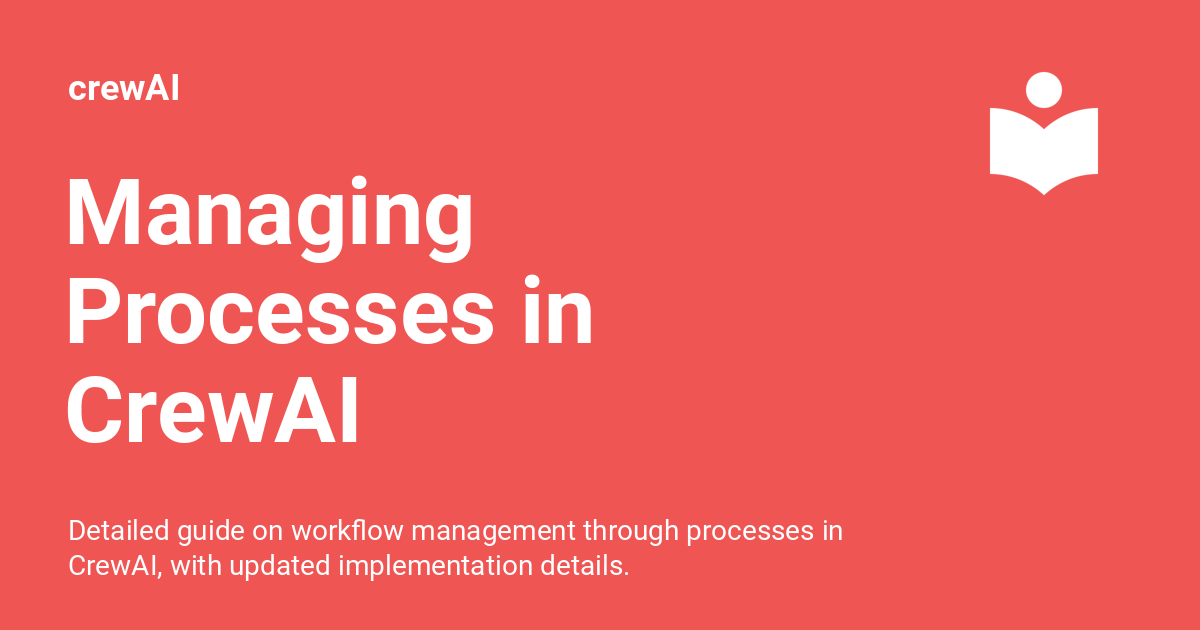 crewAI
Managing
Processes in
CrewAI
Detailed guide on workflow management through processes in
CrewAI, with updated implementation details.